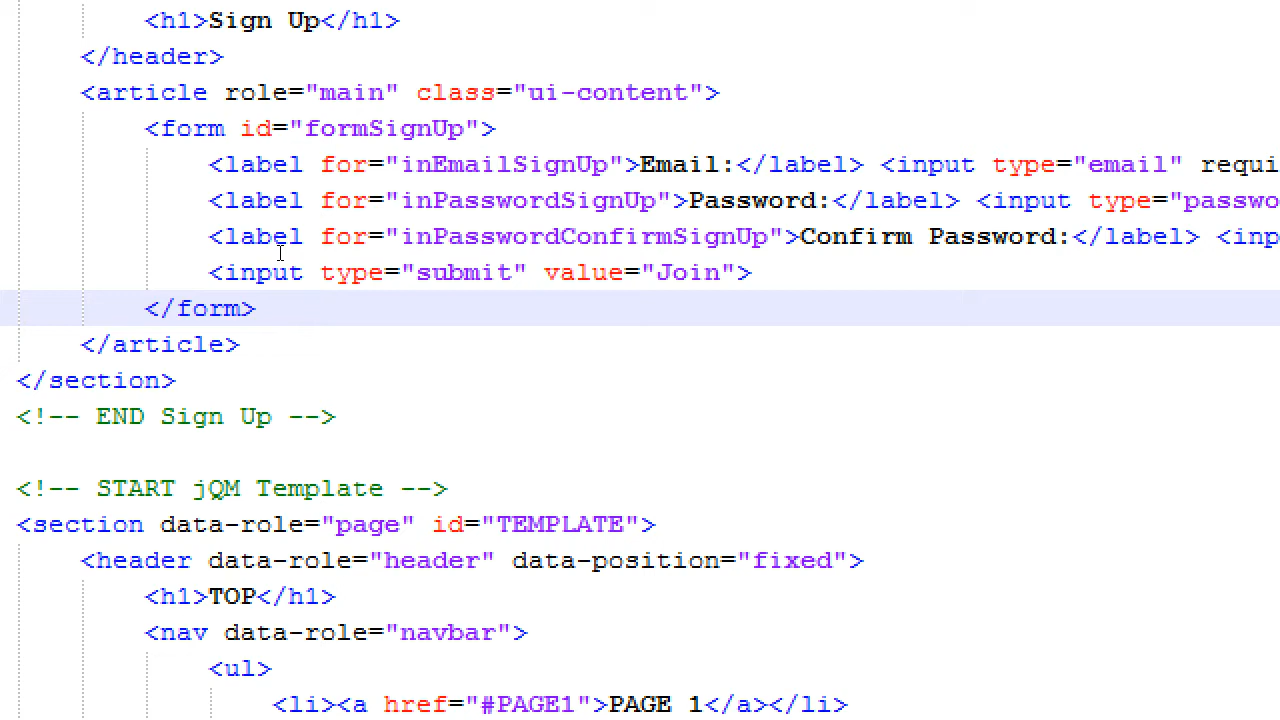 <h1>Sign Up</h1>
</header>
<article role="main" class="ui-content">
<form id="formSignUp">
<label for="inEmailSignUp">Email:</label> <input type="email" requi
<label for="inPasswordSignUp">Password:</label> <input type="passwo
<label for="inPasswordConfirmSignUp">Confirm Password:</label> <inp
<input type="submit" value="Join">
</form>
</article>
</section>
<!-- END Sign Up -->
<!-- START jQM Template -->
<section data-role="page" id="TEMPLATE">
<header data-role="header" data-position="fixed">
<h1>TOP</h1>
<nav data-role="navbar">
<ul>
<li><a href="#PAGE1">PAGE 1</a></li>